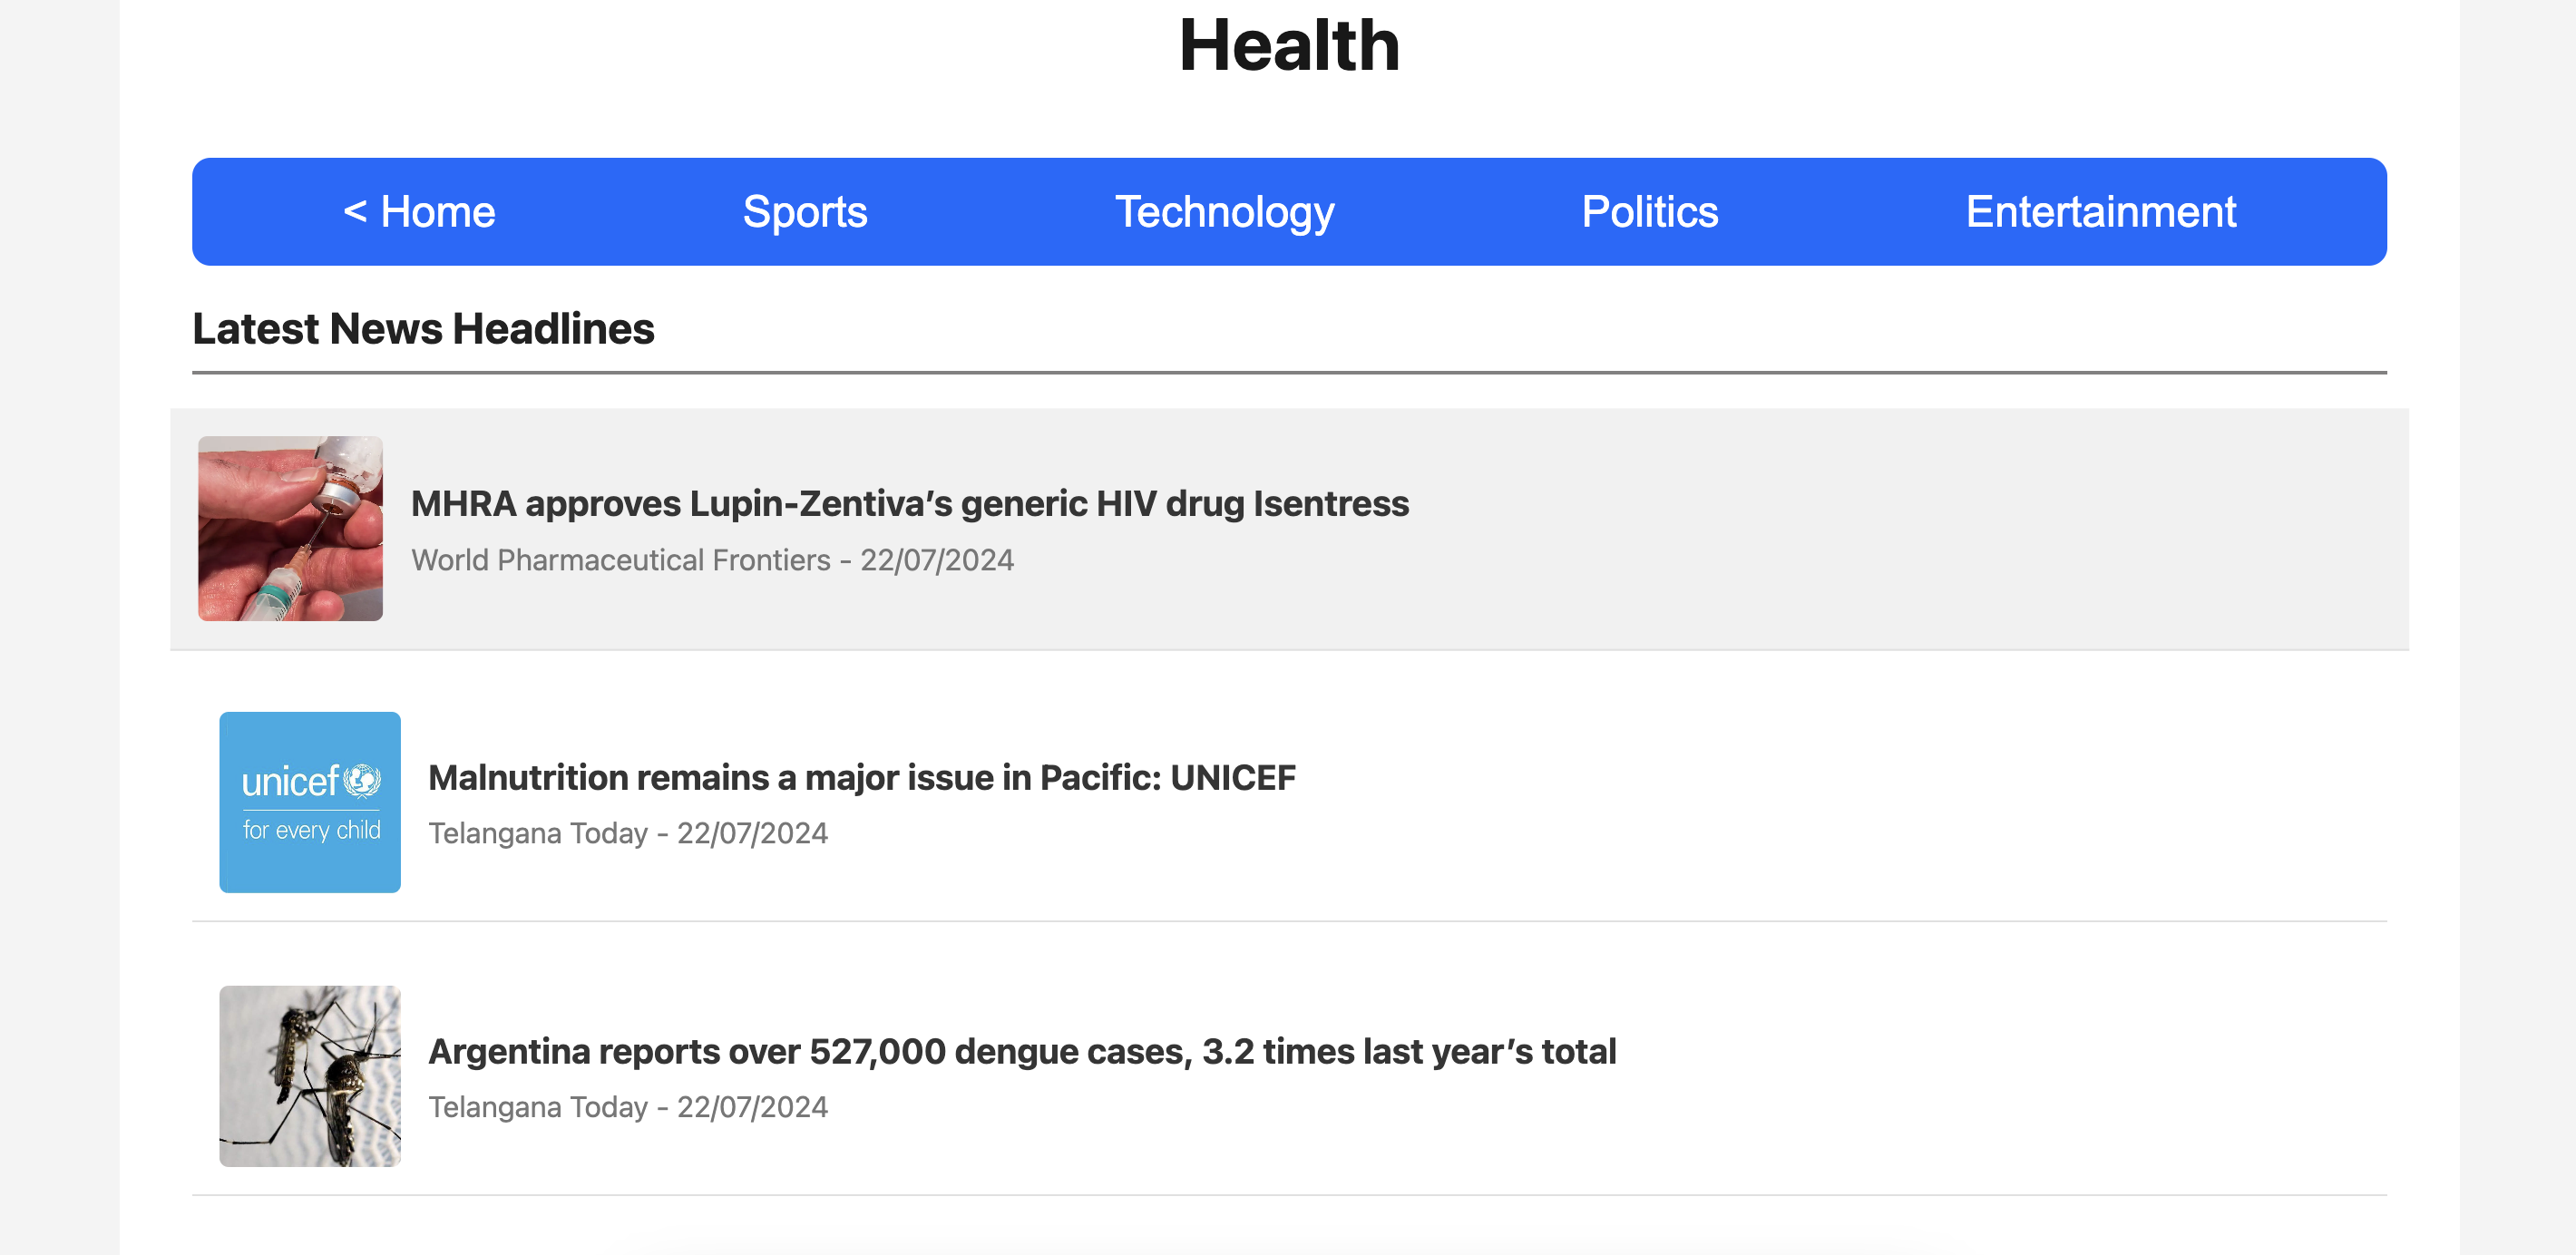 Health
< Home Sports Technology Politics Entertainment
Latest News Headlines
MHRA approves Lupin-Zentiva’s generic HIV drug Isentress
World Pharmaceutical Frontiers - 22/07/2024
unicef
for every child
Malnutrition remains a major issue in Pacific: UNICEF
Telangana Today - 22/07/2024
Argentina reports over 527,000 dengue cases, 3.2 times last year’s total
Telangana Today - 22/07/2024